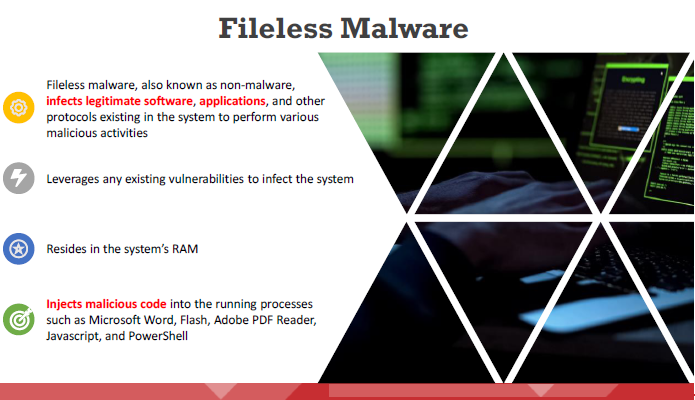 Fileless Malware
Fileless malware, also known as non-malware,
infects legitimate software, applications, and other
protocols existing in the system to perform various
malicious activities
Leverages any existing vulnerabilities to infect the system
Resides in the system's RAM
Injects malicious code into the running processes
such as Microsoft Word, Flash, Adobe PDF Reader,
Javascript, and PowerShell
Encrypting